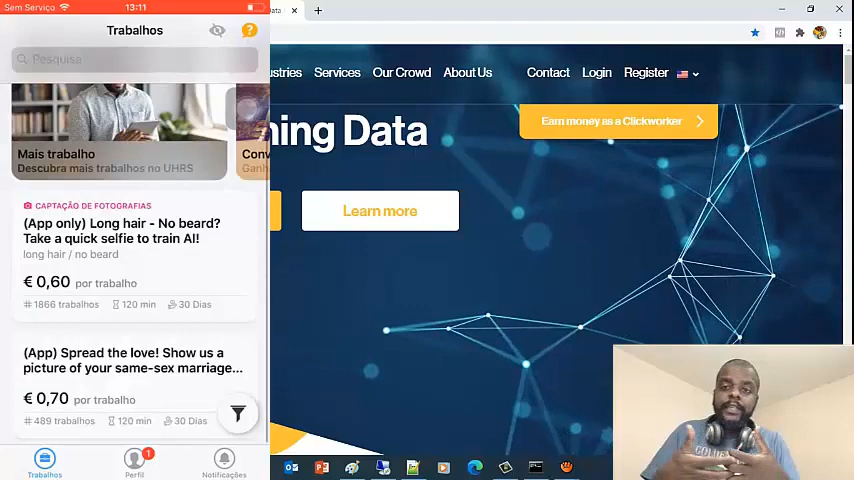 Sem Serviço
13:11
Trabalhos
Pesquisa
Mais trabalho
Descubra mais trabalhos no UHRS
Conv
Ganhe
CAPTAÇÃO DE FOTOGRAFIAS
(App only) Long hair - No beard?
Take a quick selfie to train AI!
long hair / no beard
€ 0,60 por trabalho
# 1866 trabalhos 120 min 30 Dias
(App) Spread the love! Show us a
picture of your same-sex marriage...
€ 0,70 por trabalho
# 489 trabalhos 120 min 30 Dias
Trabalhos
1
Perfil
Notificações
Data /
ustries Services Our Crowd About Us Contact Login Register
Earn money as a Clickworker
ning Data
Learn more